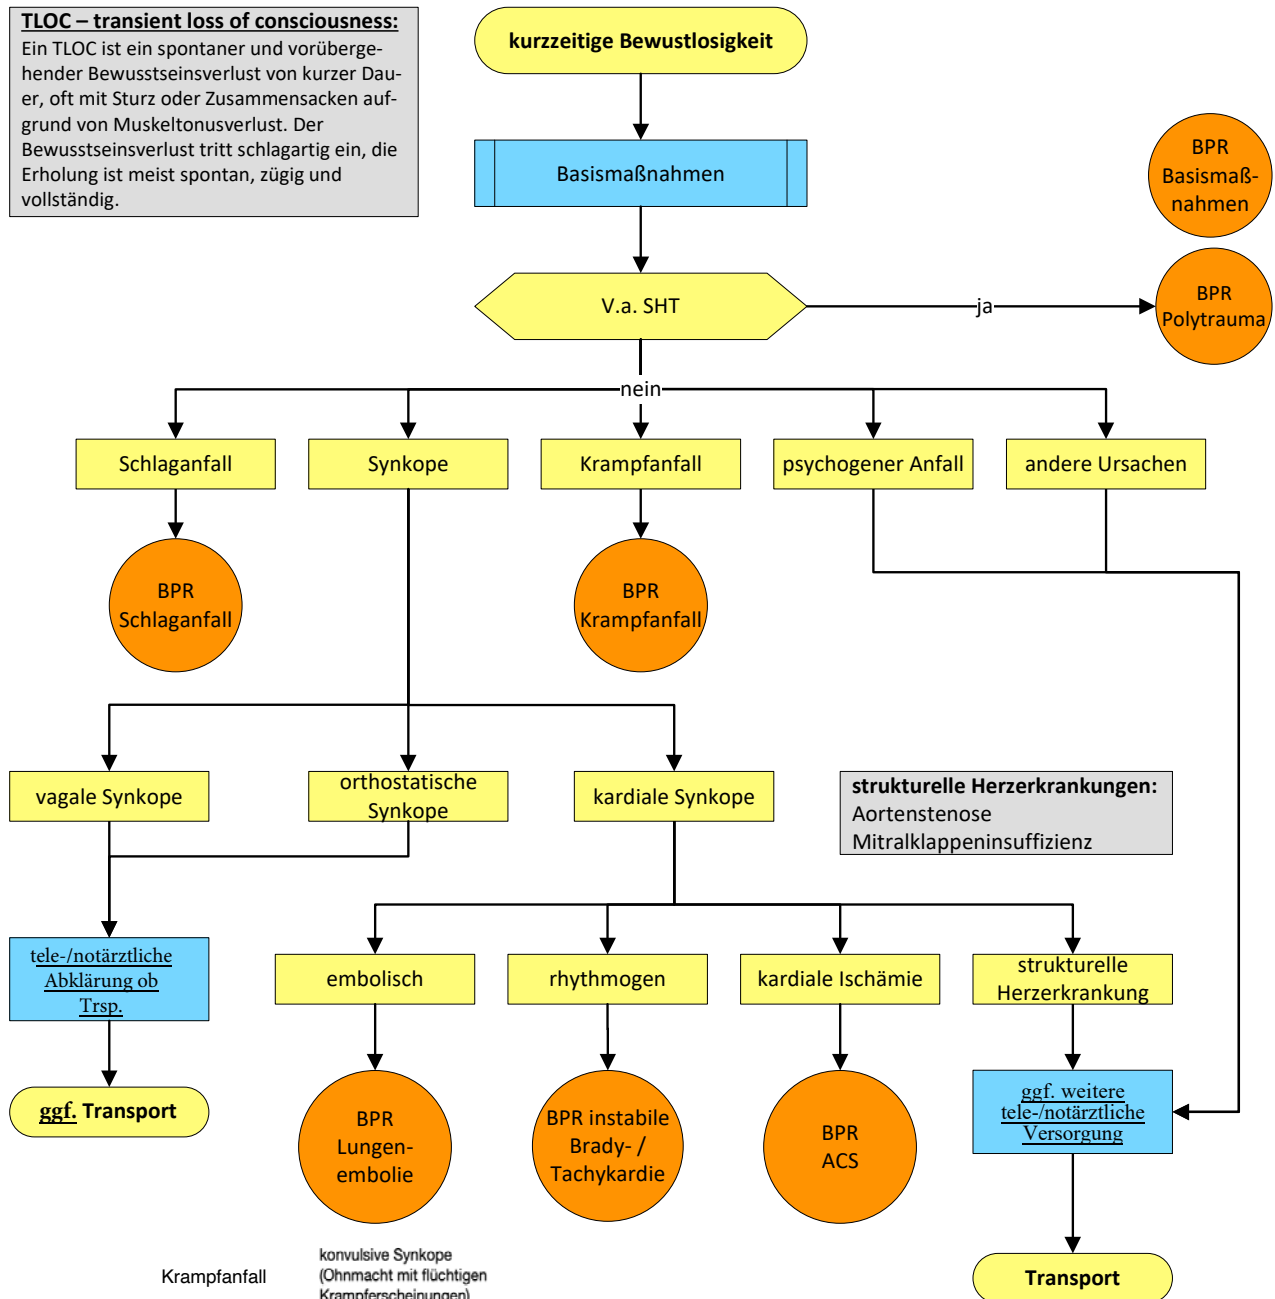 TLOC – transient loss of consciousness:
Ein TLOC ist ein spontaner und vorüberge-
hender Bewusstseinsverlust von kurzer Dau-
er, oft mit Sturz oder Zusammensacken auf-
grund von Muskeltonusverlust. Der
Bewusstseinsverlust tritt schlagartig ein, die
Erholung ist meist spontan, zügig und
vollständig.
kurzzeitige Bewustlosigkeit
Basismaßnahmen
BPR
Basismaß-
nahmen
V.a. SHT
ja
BPR
Polytrauma
nein
Schlaganfall
Synkope
Krampfanfall
psychogener Anfall
andere Ursachen
BPR
Schlaganfall
BPR
Krampfanfall
vagale Synkope
orthostatische
Synkope
kardiale Synkope
strukturelle Herzerkrankungen:
Aortenstenose
Mitralklappeninsuffizienz
tele-/notärztliche
Abklärung ob
Trsp.
embolisch
rhythmogen
kardiale Ischämie
strukturelle
Herzerkrankung
ggf. Transport
BPR
Lungen-
embolie
BPR instabile
Brady- /
Tachykardie
BPR
ACS
ggf. weitere
tele-/notärztliche
Versorgung
Krampfanfall
konvulsive Synkope
(Ohnmacht mit flüchtigen
Krampferscheinungen)
Transport